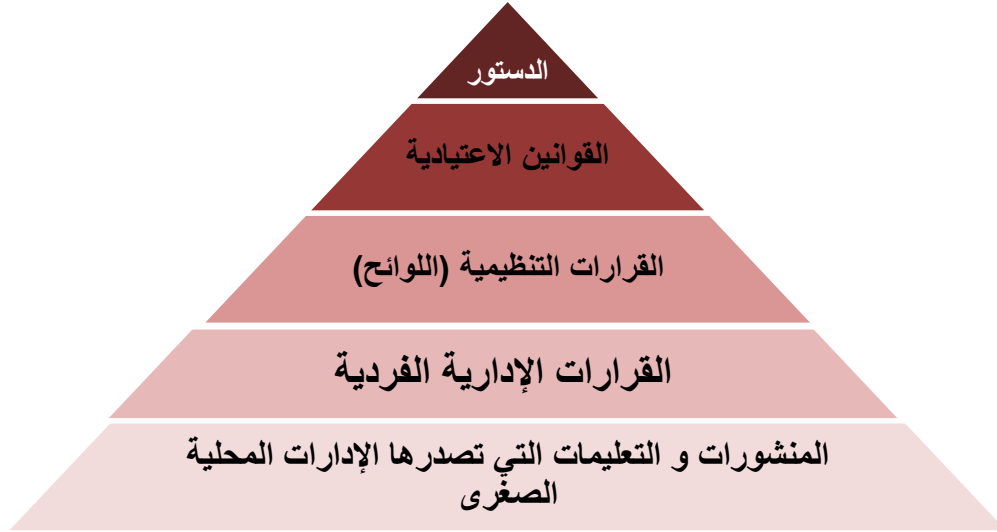 الدستور
القوانين الاعتيادية
القرارات التنظيمية (اللوائح)
القرارات الإدارية الفردية
المنشورات و التعليمات التي تصدرها الإدارات المحلية
الصغرى